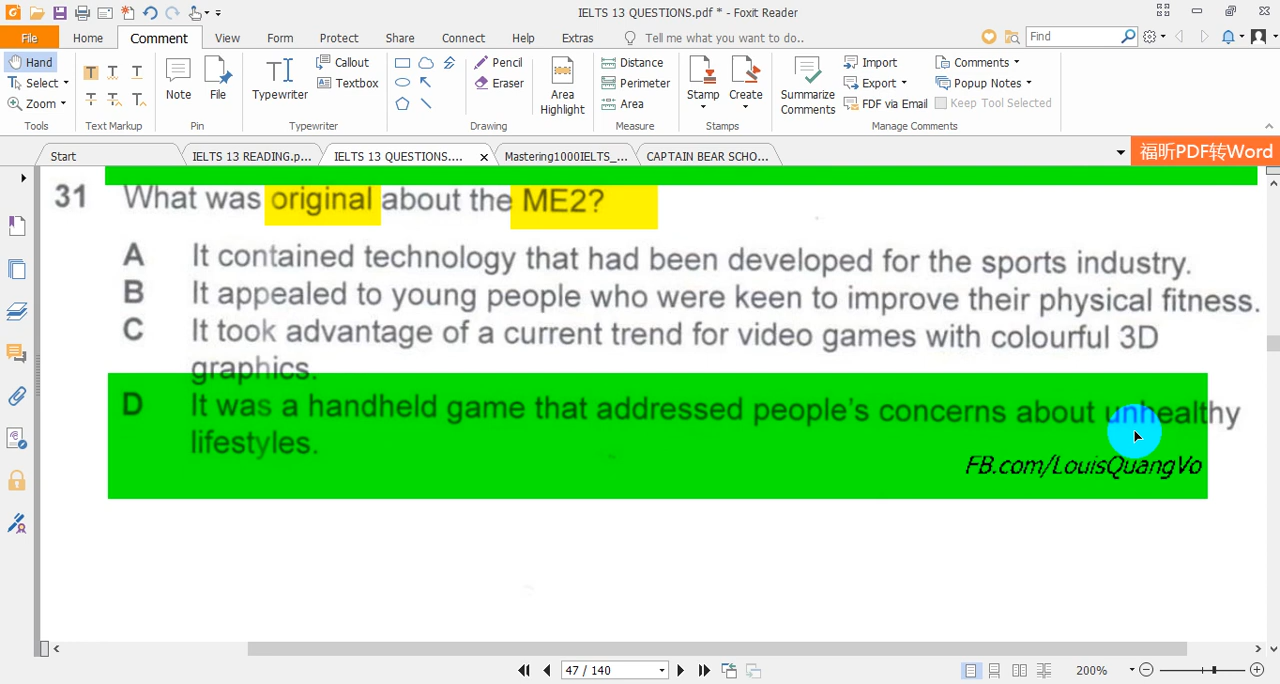 IELTS 13 QUESTIONS.pdf * - Foxit Reader
File Home Comment View Form Protect Share Connect Help Extras Tell me what you want to do.. Find
Hand
Select
Zoom
Tools
Text Markup
Note
File
Pin
Typewriter
Callout
Textbox
Typewriter
Pencil
Eraser
Drawing
Area
Highlight
Distance
Perimeter
Area
Measure
Stamp
Create
Stamps
Summarize
Comments
Import
Export
FDF via Email
Comments
Popup Notes
Keep Tool Selected
Manage Comments
Start
IELTS 13 READING.p...
IELTS 13 QUESTIONS....
Mastering1000IELTS_...
CAPTAIN BEAR SCHO...
福昕PDF转Word
31 What was original about the ME2?
A It contained technology that had been developed for the sports industry.
B It appealed to young people who were keen to improve their physical fitness.
C It took advantage of a current trend for video games with colourful 3D
graphics.
D It was a handheld game that addressed people's concerns about unhealthy
lifestyles.
FB.com/LouisQuangVo
47 / 140
200%